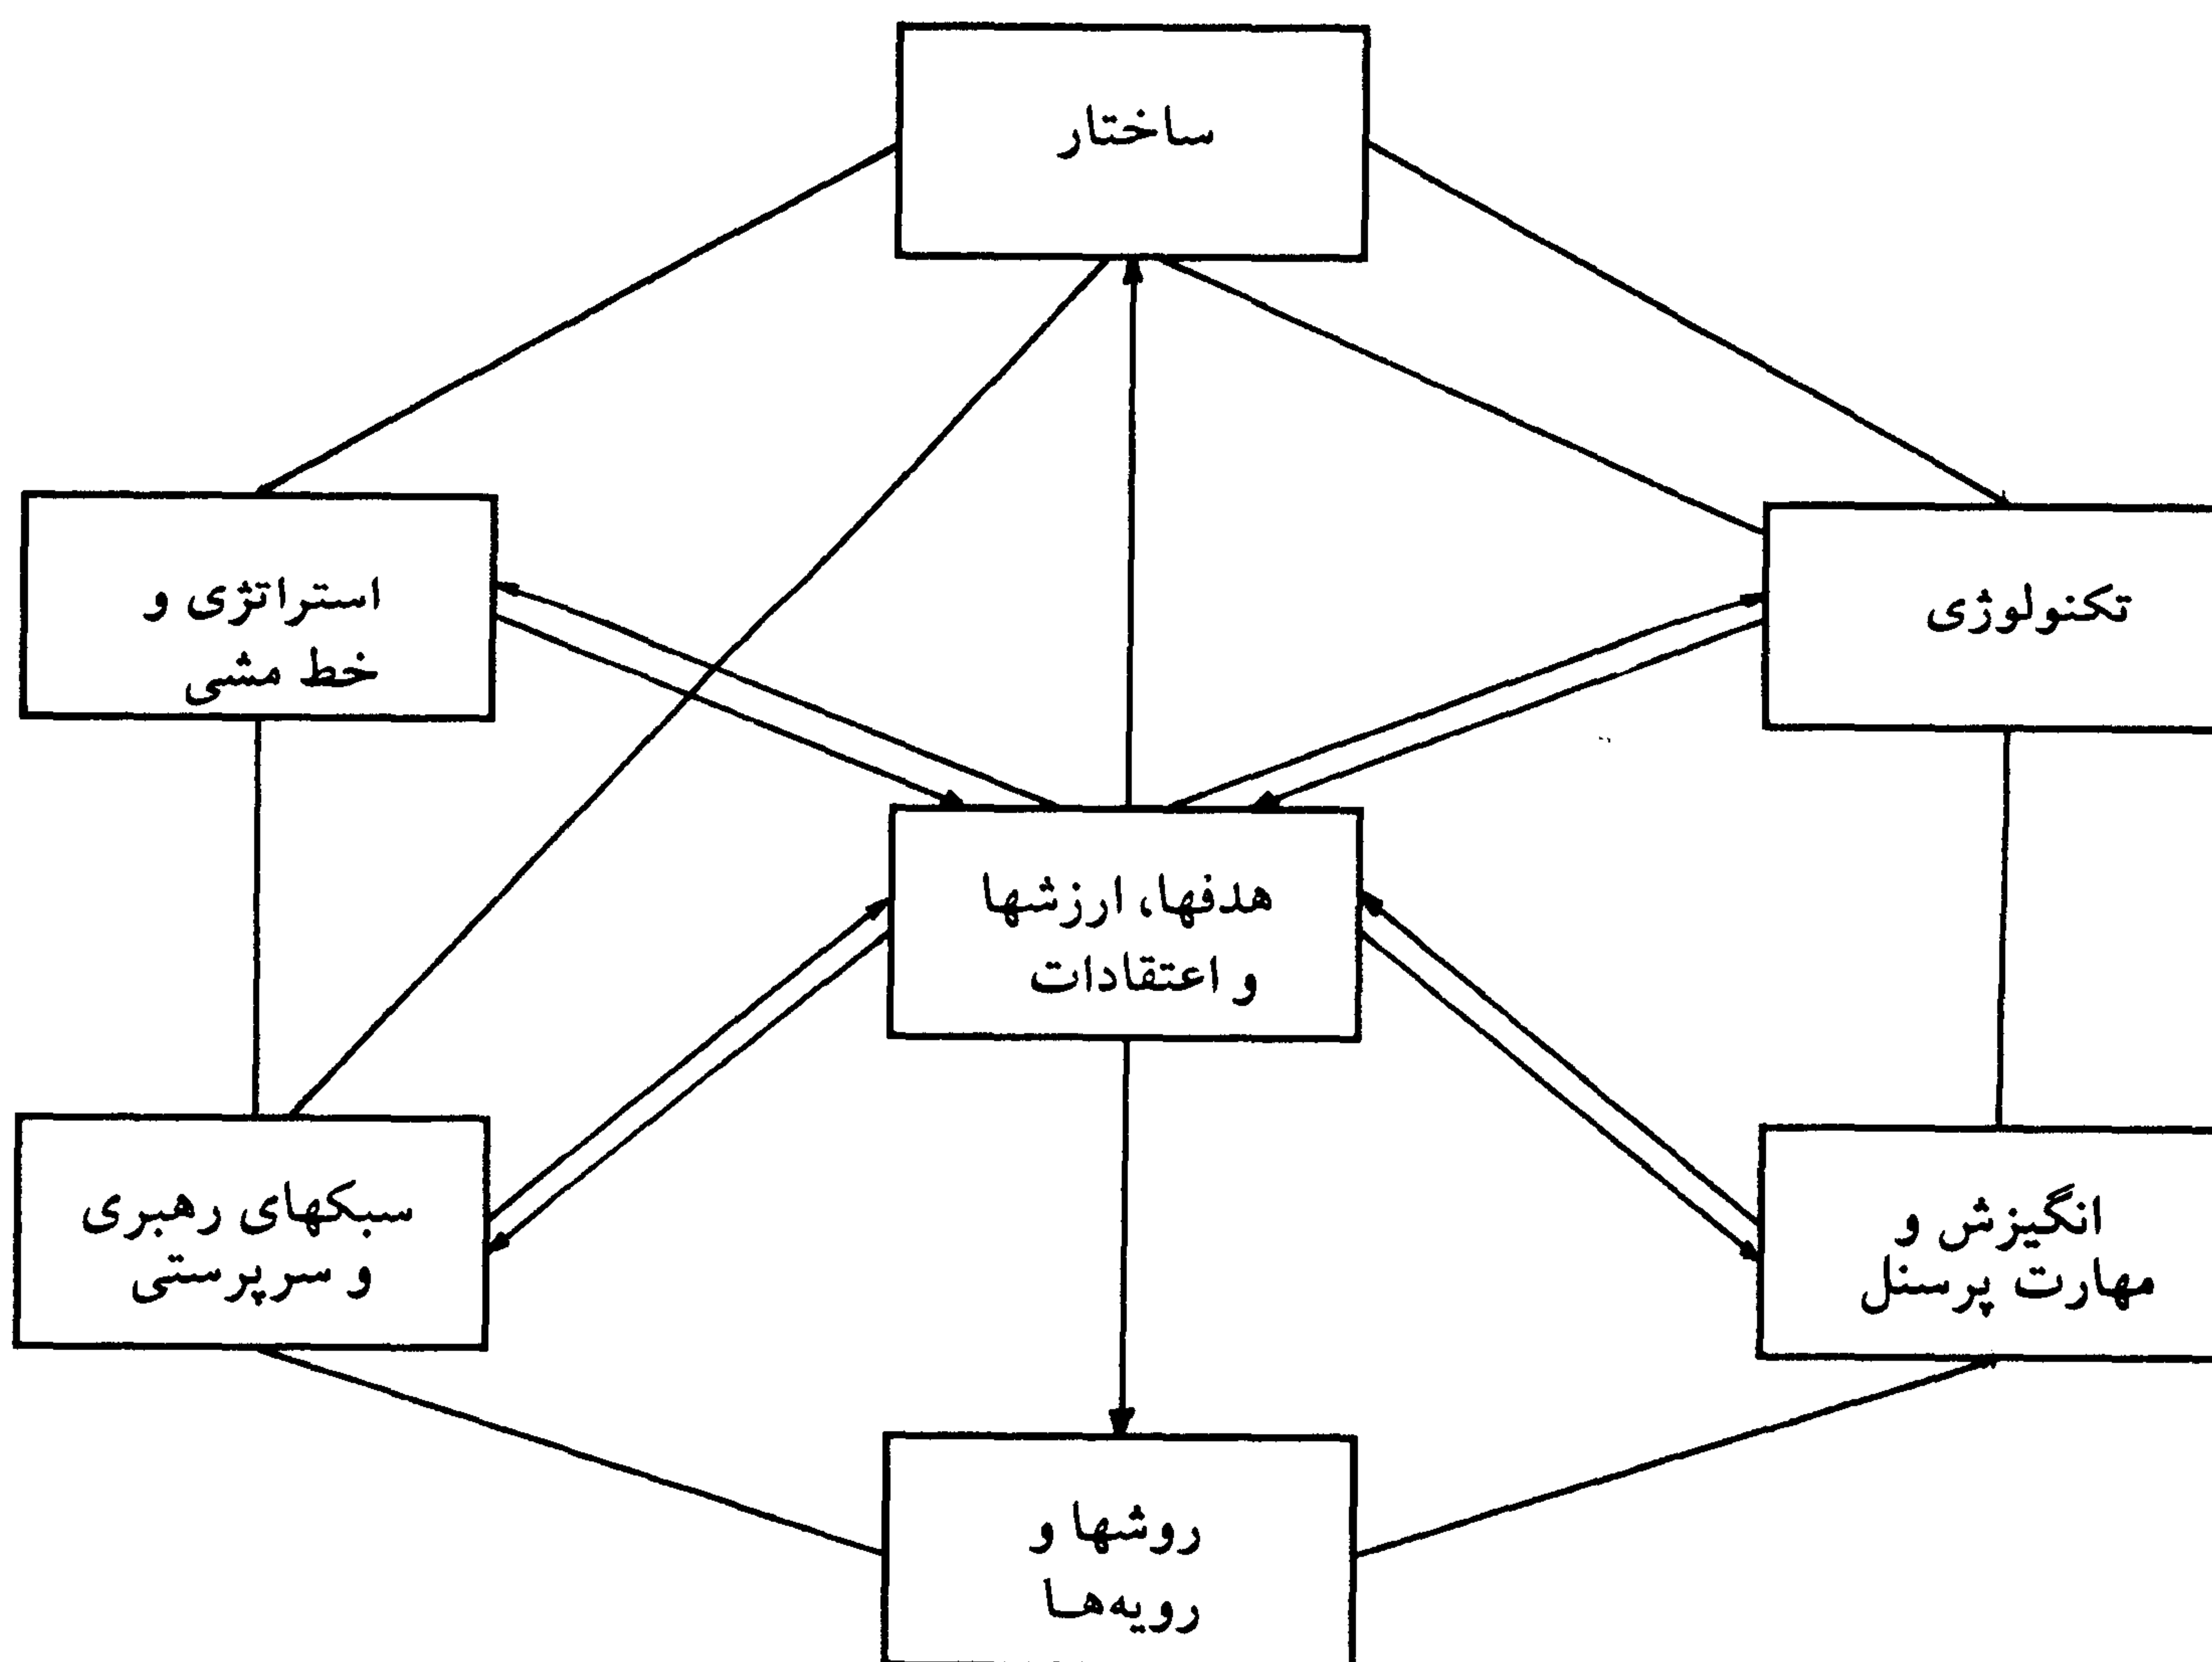 ساختار
تکنولوژی
استراتژی و
خط مشی
هدفها، ارزشها
و اعتقادات
انگیزش و
مهارت پرسنل
سبکهای رهبری
و سرپرستی
روشها و
رویه‌ها